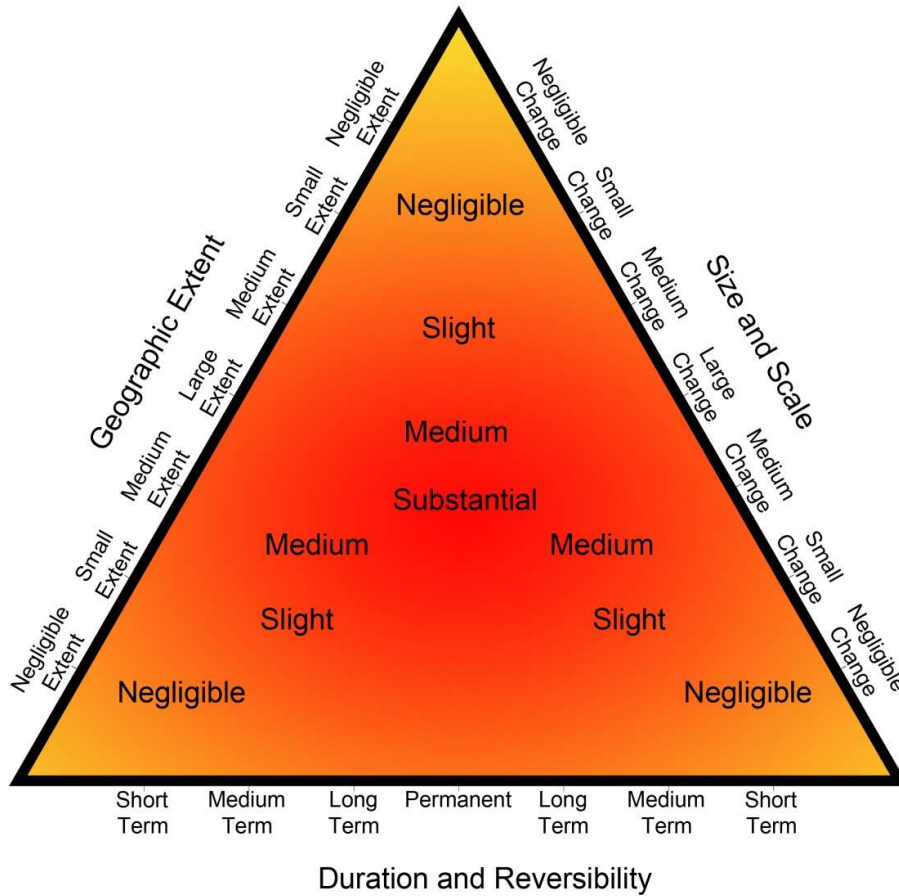 Negligible
Extent
Small
Extent
Medium
Extent
Large
Extent
Medium
Extent
Small
Extent
Negligible
Extent
Geographic Extent
Negligible
Change
Small
Change
Medium
Change
Large
Change
Medium
Change
Small
Change
Negligible
Change
Size and Scale
Negligible
Slight
Medium
Substantial
Medium
Medium
Slight
Slight
Negligible
Negligible
Short
Term
Medium
Term
Long
Term
Permanent
Long
Term
Medium
Term
Short
Term
Duration and Reversibility